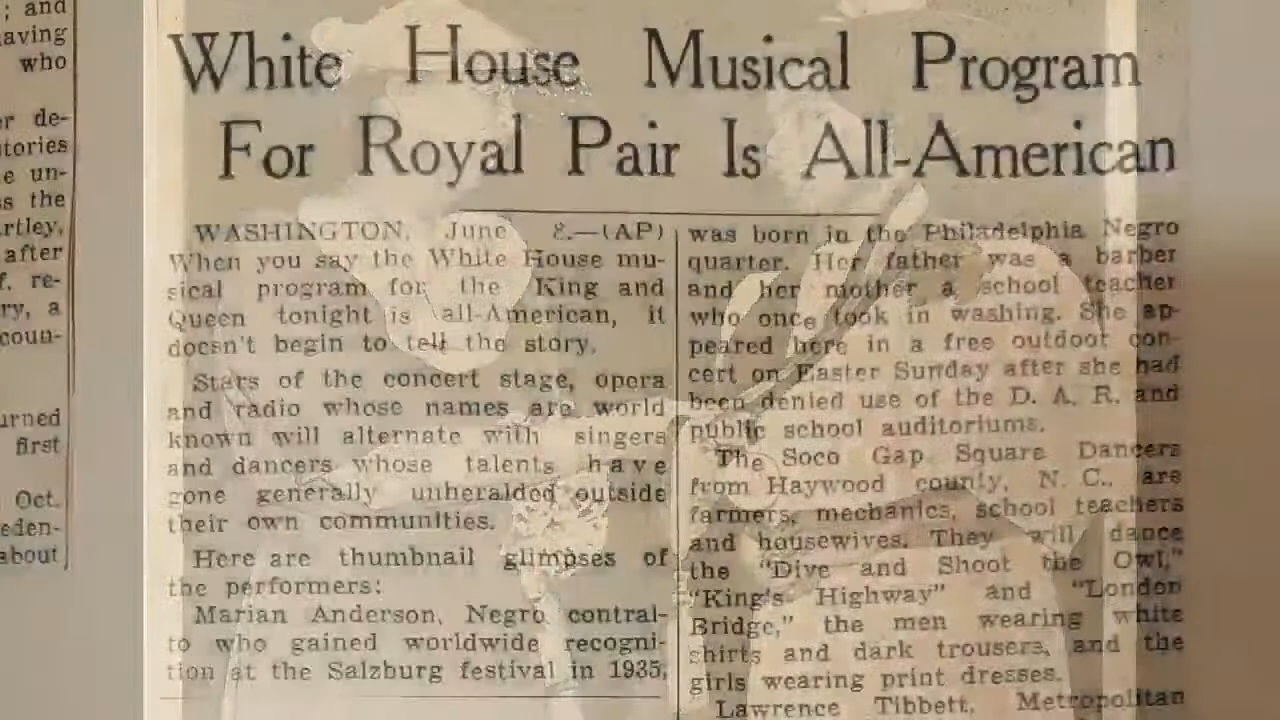 ; and
aving
who
er de-
tories
e un-
s the
rtley,
after
f. re-
ry, a
coun-
urned
first
Oct.
eden-
about
White House Musical Program
For Royal Pair Is All-American
WASHINGTON, June 8.—(AP)
When you say the White House mu-
sical program for the King and
Queen tonight is all-American, it
doesn't begin to tell the story.
Stars of the concert stage, opera
and radio whose names are world
known will alternate with singers
and dancers whose talents have
gone generally unheralded outside
their own communities.
Here are thumbnail glimpses of
the performers:
Marian Anderson, Negro contral-
to who gained worldwide recogni-
tion at the Salzburg festival in 1935,
was born in the Philadelphia Negro
quarter. Her father was a barber
and her mother a school teacher
who once took in washing. She ap-
peared here in a free outdoor con-
cert on Easter Sunday after she had
been denied use of the D. A. R. and
public school auditoriums.
The Soco Gap Square Dancers
from Haywood county, N. C., are
farmers, mechanics, school teachers
and housewives. They will dance
the "Dive and Shoot the Owl,"
"King's Highway" and "London
Bridge," the men wearing white
shirts and dark trousers, and the
girls wearing print dresses.
Lawrence Tibbett, Metropolitan